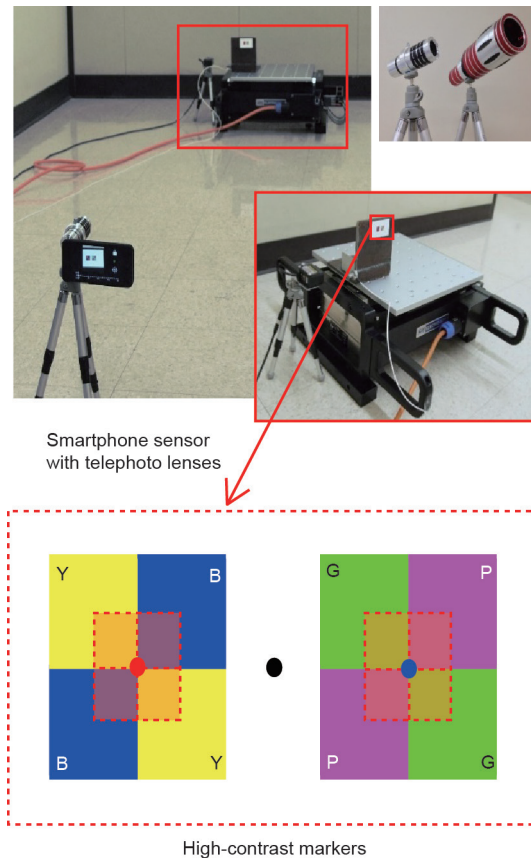 Smartphone sensor
with telephoto lenses
Y
B
G
P
B
Y
P
G
High-contrast markers